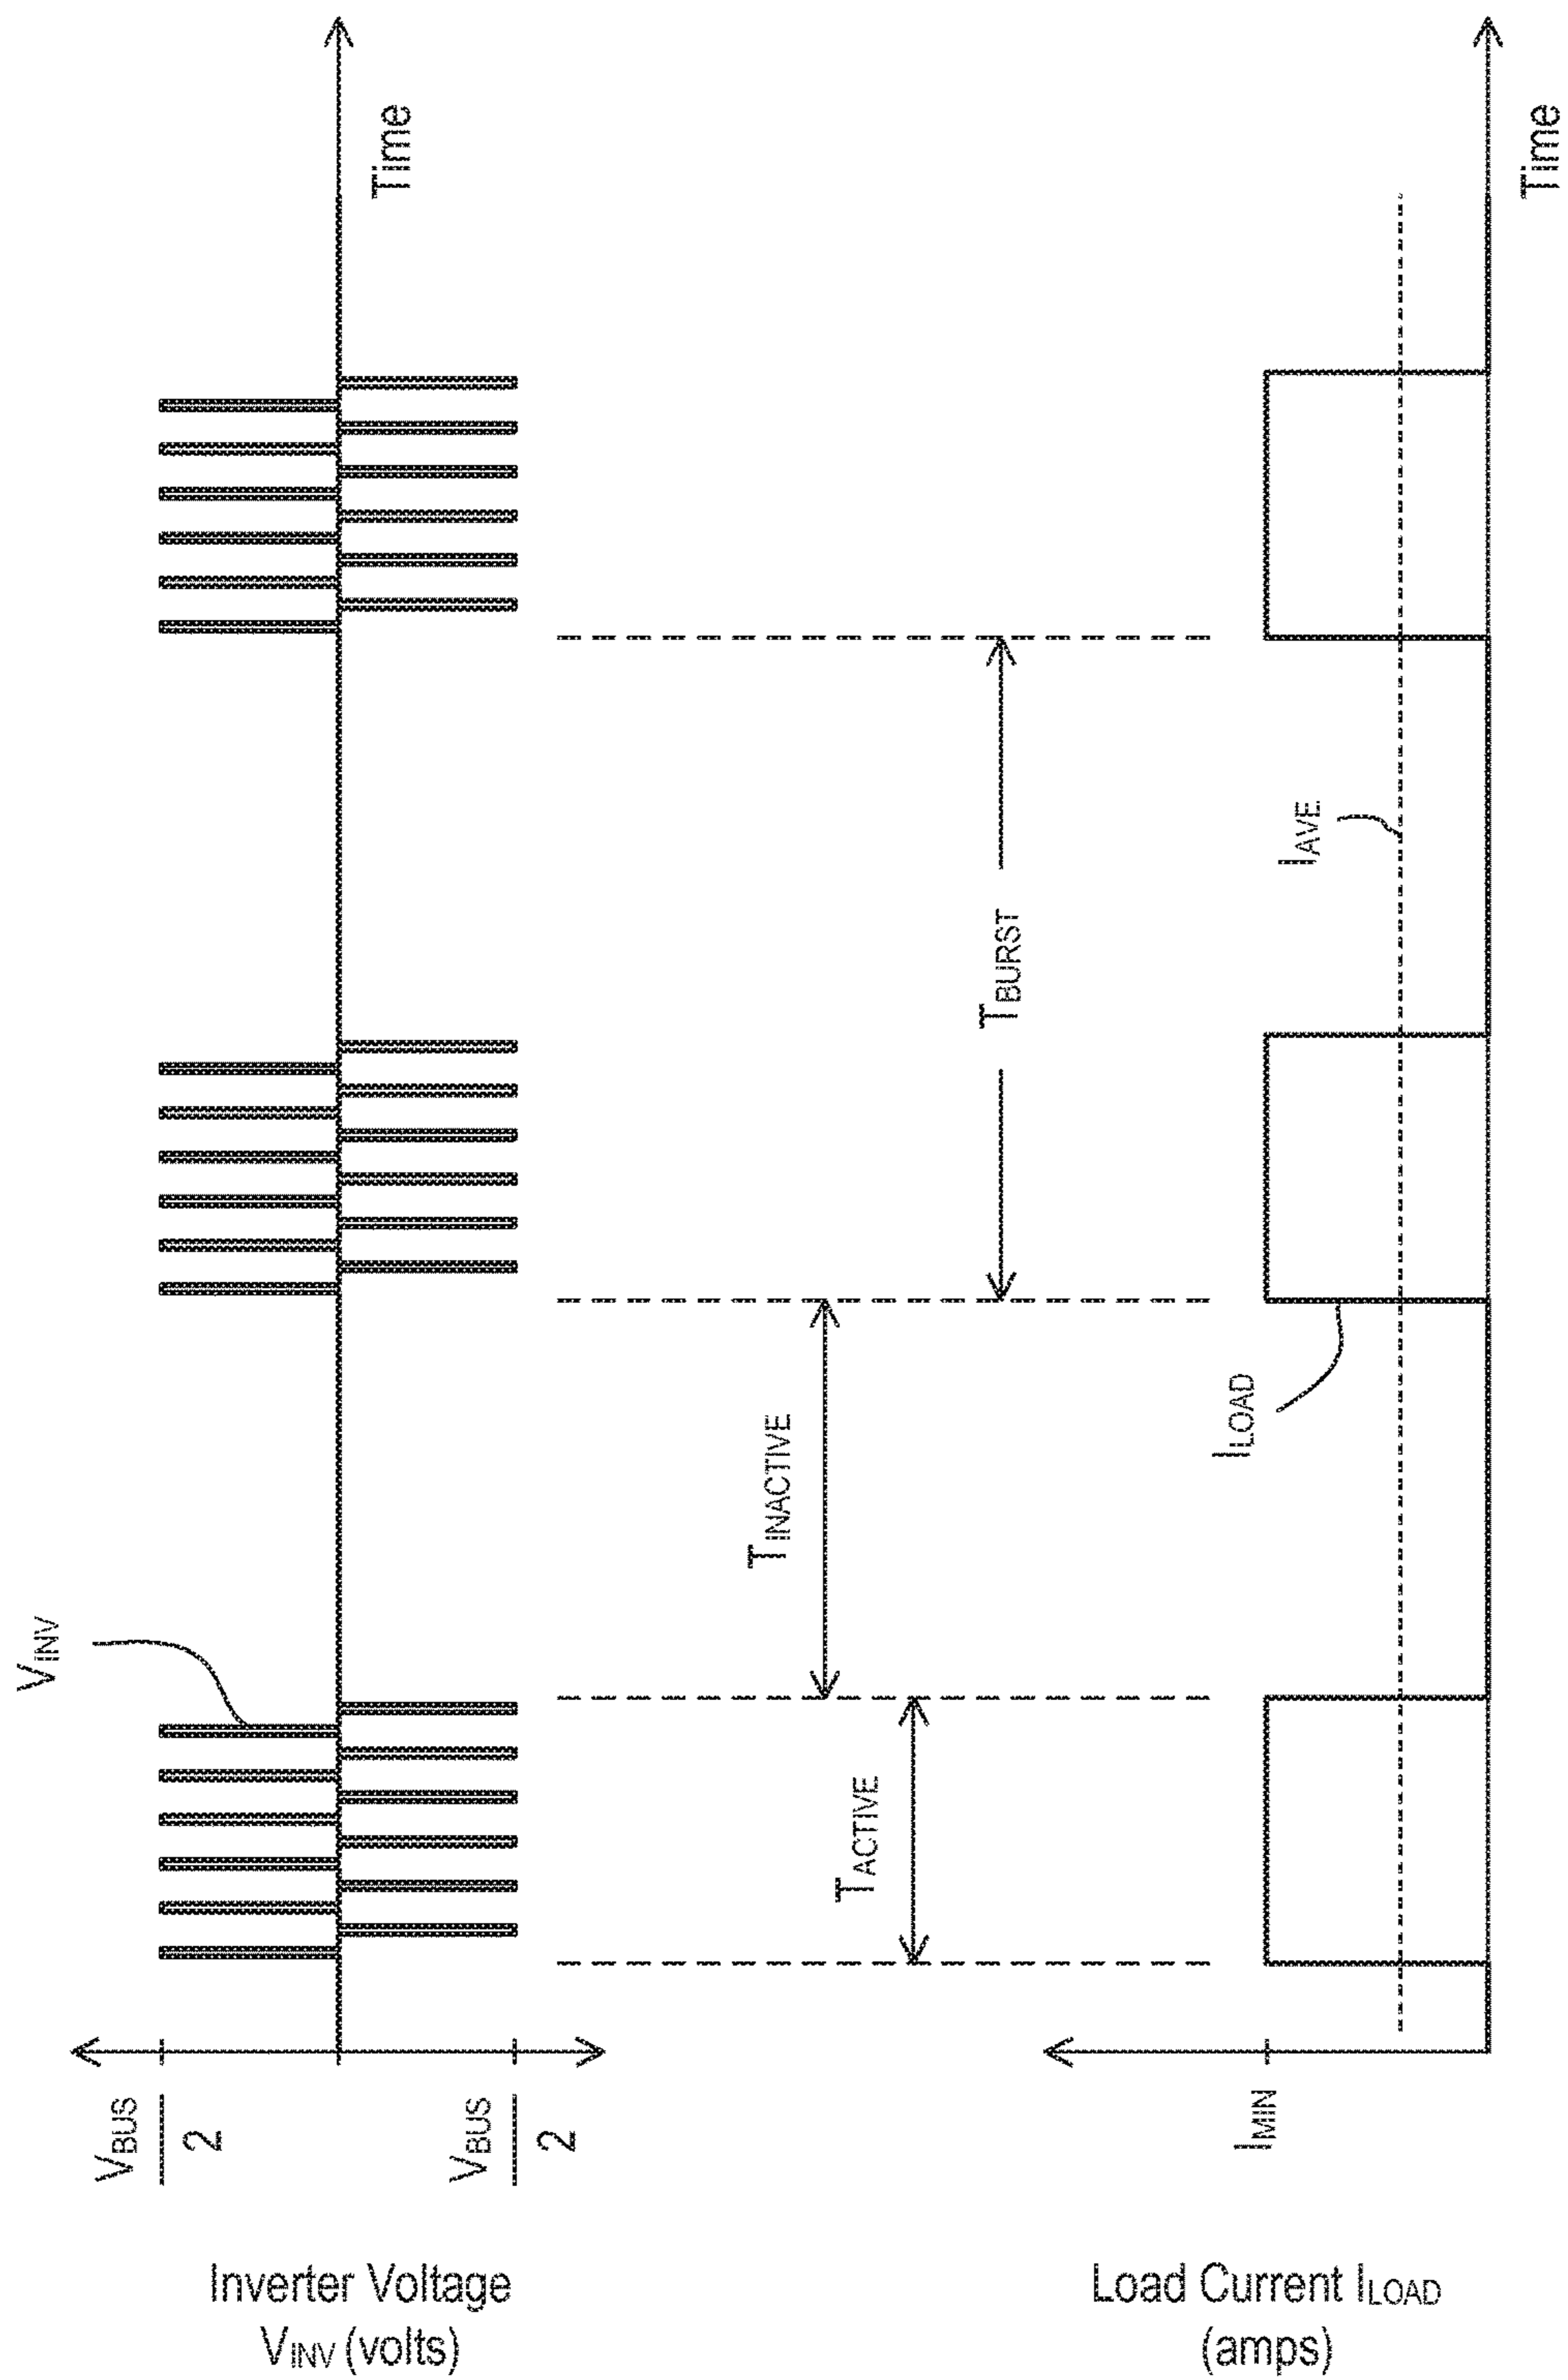 Inverter Voltage
VINV (volts)
VBUS
2
VBUS
2
VINV
Time
TACTIVE
TINACTIVE
TBURST
Load Current ILOAD
(amps)
IMIN
ILOAD
IAVE
Time